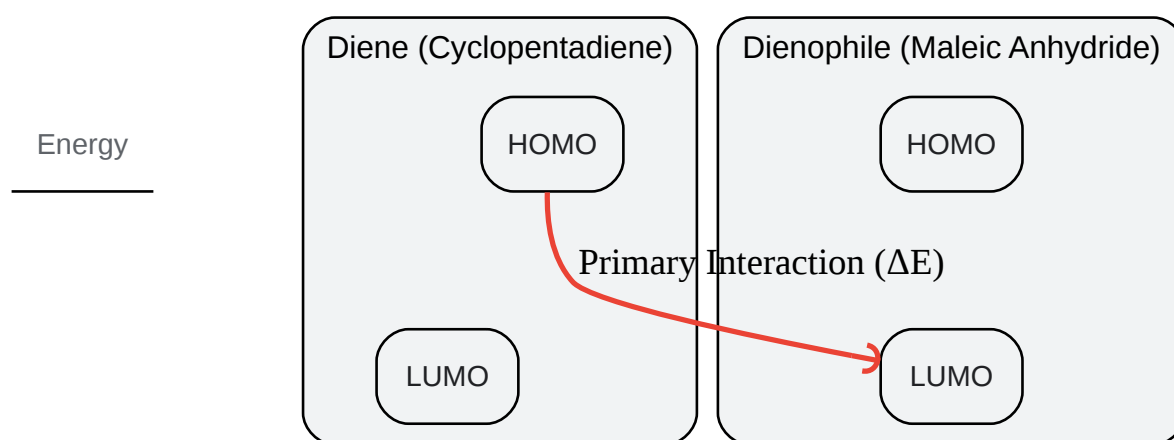 Diene (Cyclopentadiene)
Dienophile (Maleic Anhydride)
Energy
HOMO
HOMO
Primary Interaction (ΔE)
LUMO
LUMO